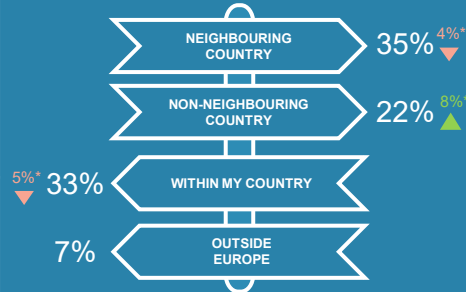 NEIGHBOURING
COUNTRY
35%
4%*
NON-NEIGHBOURING
COUNTRY
22%
8%*
5%*
33%
WITHIN MY COUNTRY
7%
OUTSIDE
EUROPE